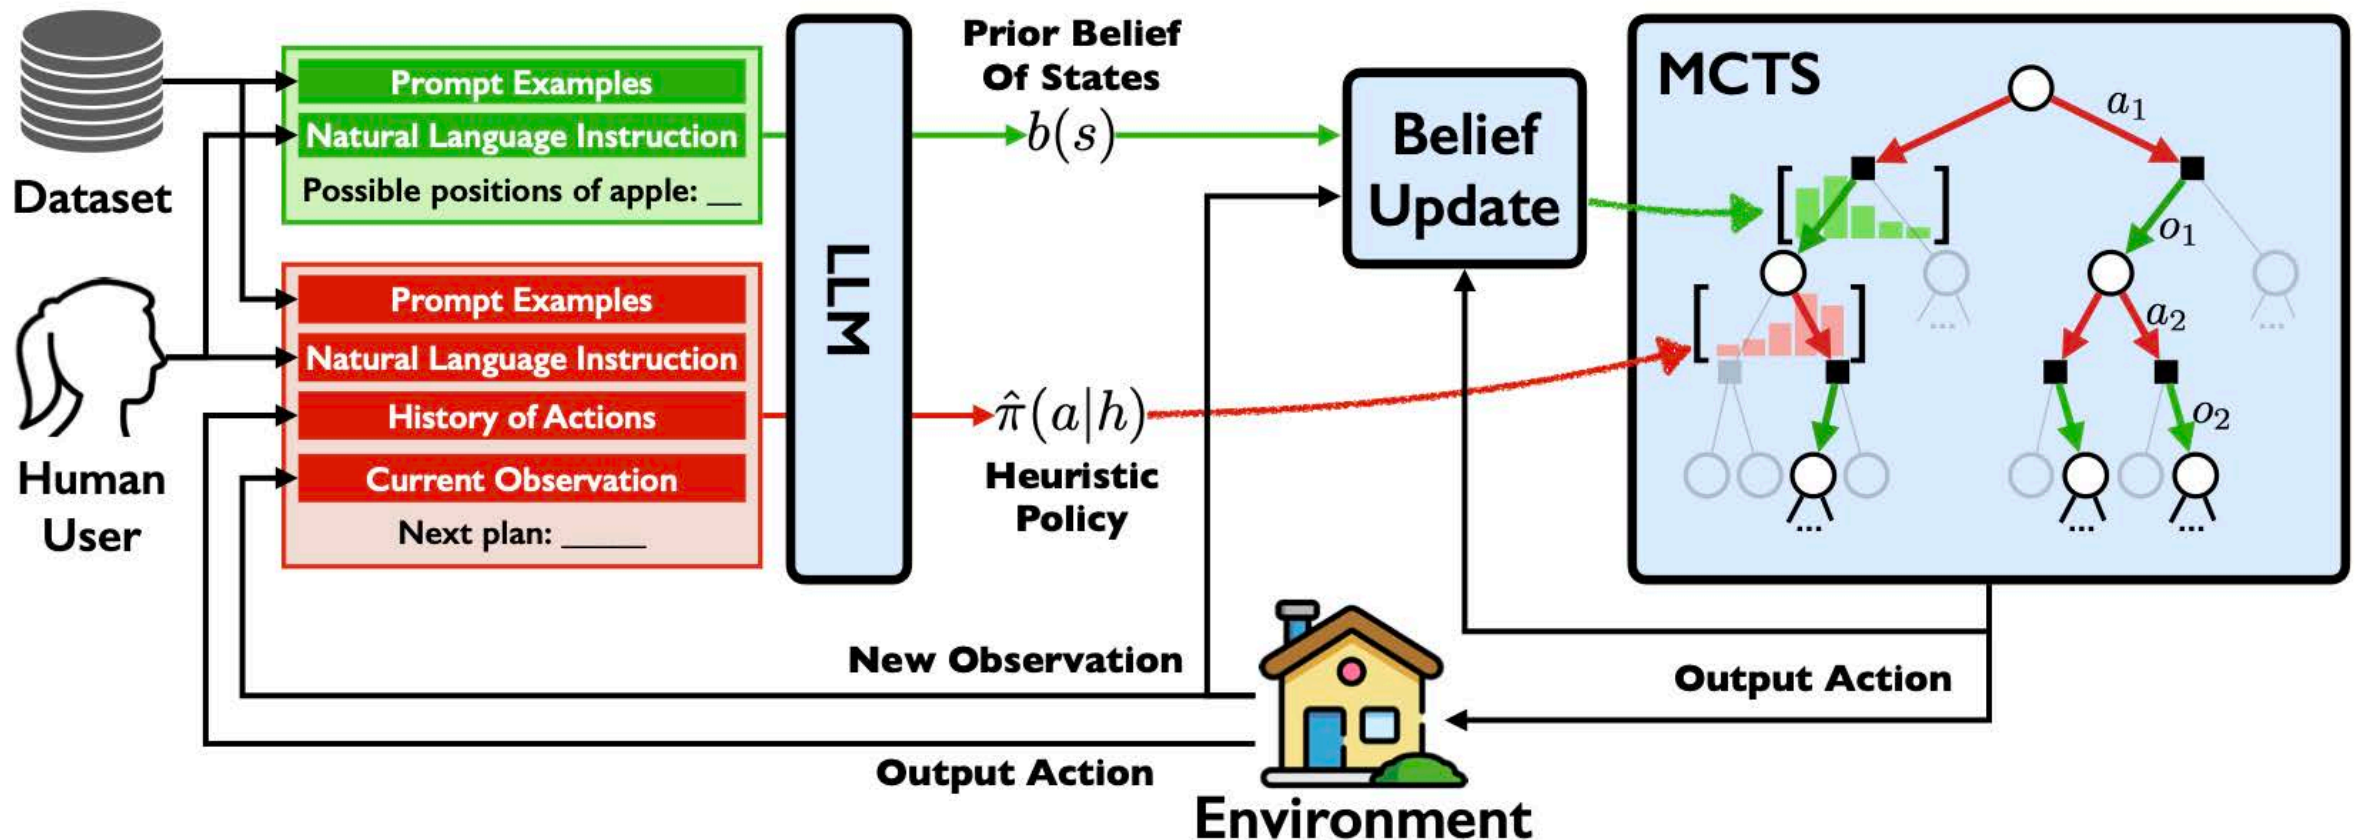 Dataset
Human
User
Prompt Examples
Natural Language Instruction
Possible positions of apple: __
Prompt Examples
Natural Language Instruction
History of Actions
Current Observation
Next plan: _____
LLM
Prior Belief
Of States
b(s)
π̂(a|h)
Heuristic
Policy
Belief
Update
MCTS
a₁
o₁
a₂
o₂
...
...
...
...
...
New Observation
Output Action
Output Action
Environment